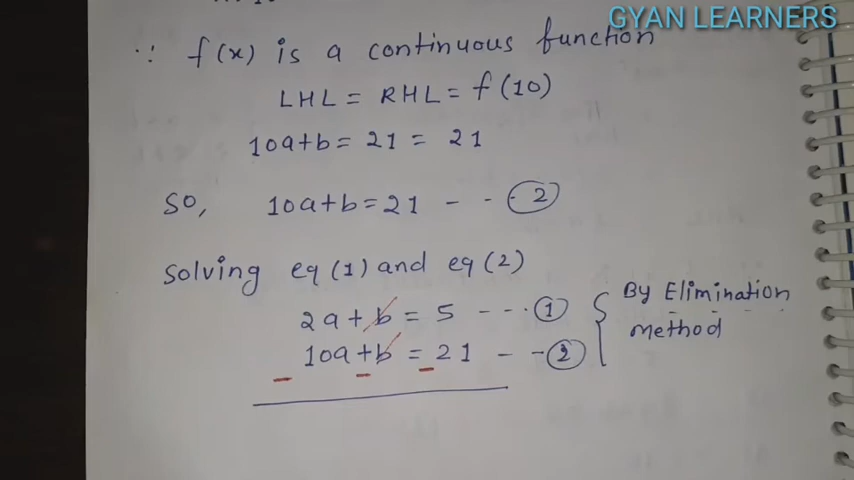 GYAN LEARNERS
∵ f(x) is a continuous function
LHL = RHL = f(10)
10a+b = 21 = 21
So, 10a+b = 21 - - - 2
Solving eq (1) and eq (2)
2a + b = 5 - - - . 1
10a + b = 21 - - 2
- - -
By Elimination
method